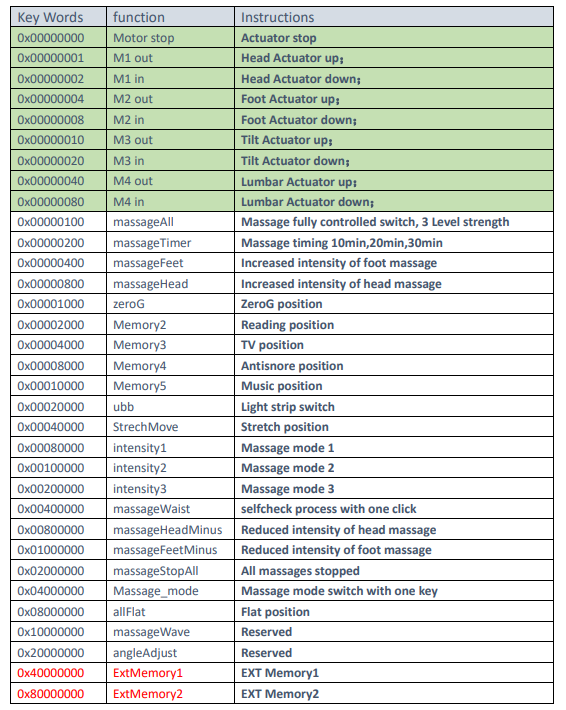 Key Words function Instructions
0x00000000 Motor stop Actuator stop
0x00000001 M1 out Head Actuator up;
0x00000002 M1 in Head Actuator down;
0x00000004 M2 out Foot Actuator up;
0x00000008 M2 in Foot Actuator down;
0x00000010 M3 out Tilt Actuator up;
0x00000020 M3 in Tilt Actuator down;
0x00000040 M4 out Lumbar Actuator up;
0x00000080 M4 in Lumbar Actuator down;
0x00000100 massageAll Massage fully controlled switch, 3 Level strength
0x00000200 massageTimer Massage timing 10min,20min,30min
0x00000400 massageFeet Increased intensity of foot massage
0x00000800 massageHead Increased intensity of head massage
0x00001000 zeroG ZeroG position
0x00002000 Memory2 Reading position
0x00004000 Memory3 TV position
0x00008000 Memory4 Antisnore position
0x00010000 Memory5 Music position
0x00020000 ubb Light strip switch
0x00040000 StrechMove Stretch position
0x00080000 intensity1 Massage mode 1
0x00100000 intensity2 Massage mode 2
0x00200000 intensity3 Massage mode 3
0x00400000 massageWaist selfcheck process with one click
0x00800000 massageHeadMinus Reduced intensity of head massage
0x01000000 massageFeetMinus Reduced intensity of foot massage
0x02000000 massageStopAll All massages stopped
0x04000000 Massage_mode Massage mode switch with one key
0x08000000 allFlat Flat position
0x10000000 massageWave Reserved
0x20000000 angleAdjust Reserved
0x40000000 ExtMemory1 EXT Memory1
0x80000000 ExtMemory2 EXT Memory2